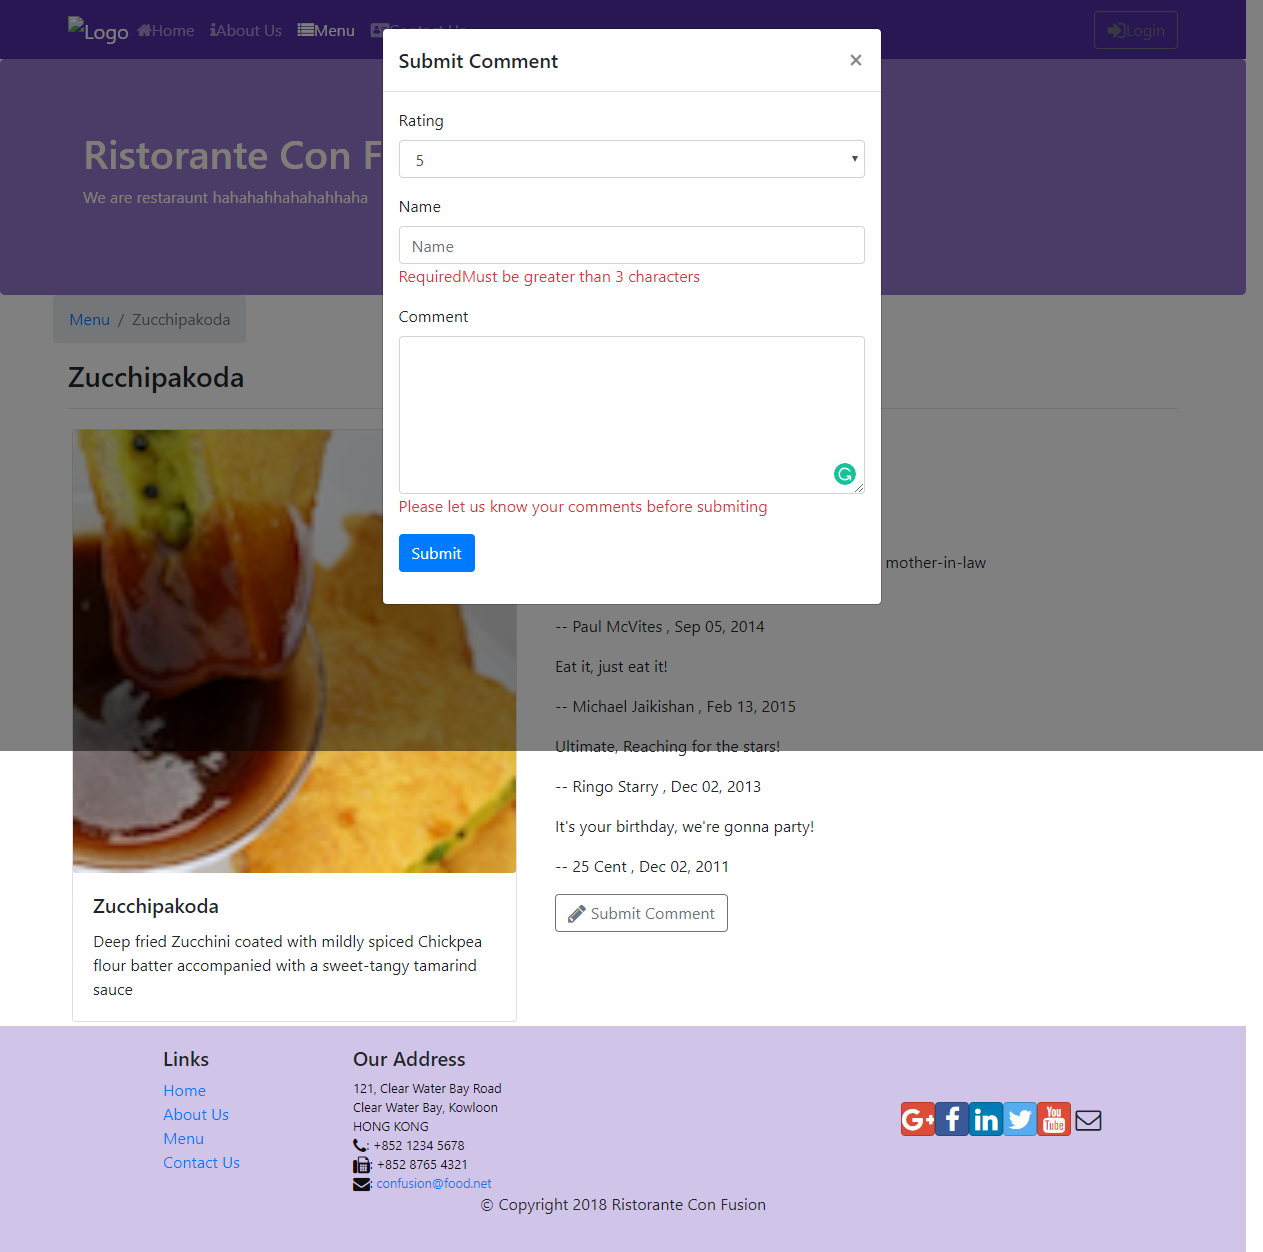 Logo Home About Us Menu Contact Us Login
Submit Comment ×
Rating
5
Ristorante Con F
We are restaraunt hahahahhahahahhaha
Name
Name
RequiredMust be greater than 3 characters
Menu / Zucchipakoda
Comment
Zucchipakoda
Please let us know your comments before submiting
Submit
mother-in-law
-- Paul McVites , Sep 05, 2014
Eat it, just eat it!
-- Michael Jaikishan , Feb 13, 2015
Ultimate, Reaching for the stars!
-- Ringo Starry , Dec 02, 2013
It's your birthday, we're gonna party!
-- 25 Cent , Dec 02, 2011
Submit Comment
Zucchipakoda
Deep fried Zucchini coated with mildly spiced Chickpea
flour batter accompanied with a sweet-tangy tamarind
sauce
Links
Home
About Us
Menu
Contact Us
Our Address
121, Clear Water Bay Road
Clear Water Bay, Kowloon
HONG KONG
: +852 1234 5678
: +852 8765 4321
: confusion@food.net
G+ f in You Tube
© Copyright 2018 Ristorante Con Fusion